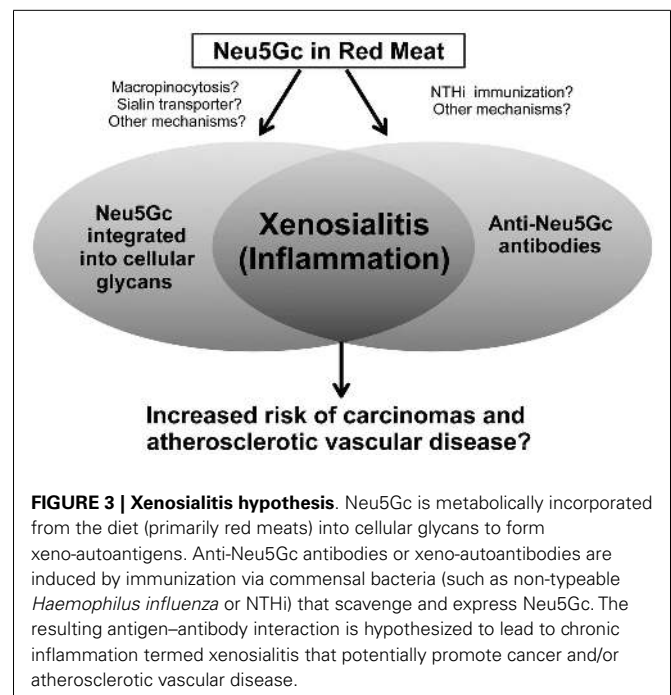 Neu5Gc in Red Meat
Macropinocytosis?
Sialin transporter?
Other mechanisms?
NTHi immunization?
Other mechanisms?
Neu5Gc
integrated
into cellular
glycans
Xenosialitis
(Inflammation)
Anti-Neu5Gc
antibodies
Increased risk of carcinomas and
atherosclerotic vascular disease?
FIGURE 3 | Xenosialitis hypothesis. Neu5Gc is metabolically incorporated
from the diet (primarily red meats) into cellular glycans to form
xeno-autoantigens. Anti-Neu5Gc antibodies or xeno-autoantibodies are
induced by immunization via commensal bacteria (such as non-typeable
Haemophilus influenza or NTHi) that scavenge and express Neu5Gc. The
resulting antigen–antibody interaction is hypothesized to lead to chronic
inflammation termed xenosialitis that potentially promote cancer and/or
atherosclerotic vascular disease.